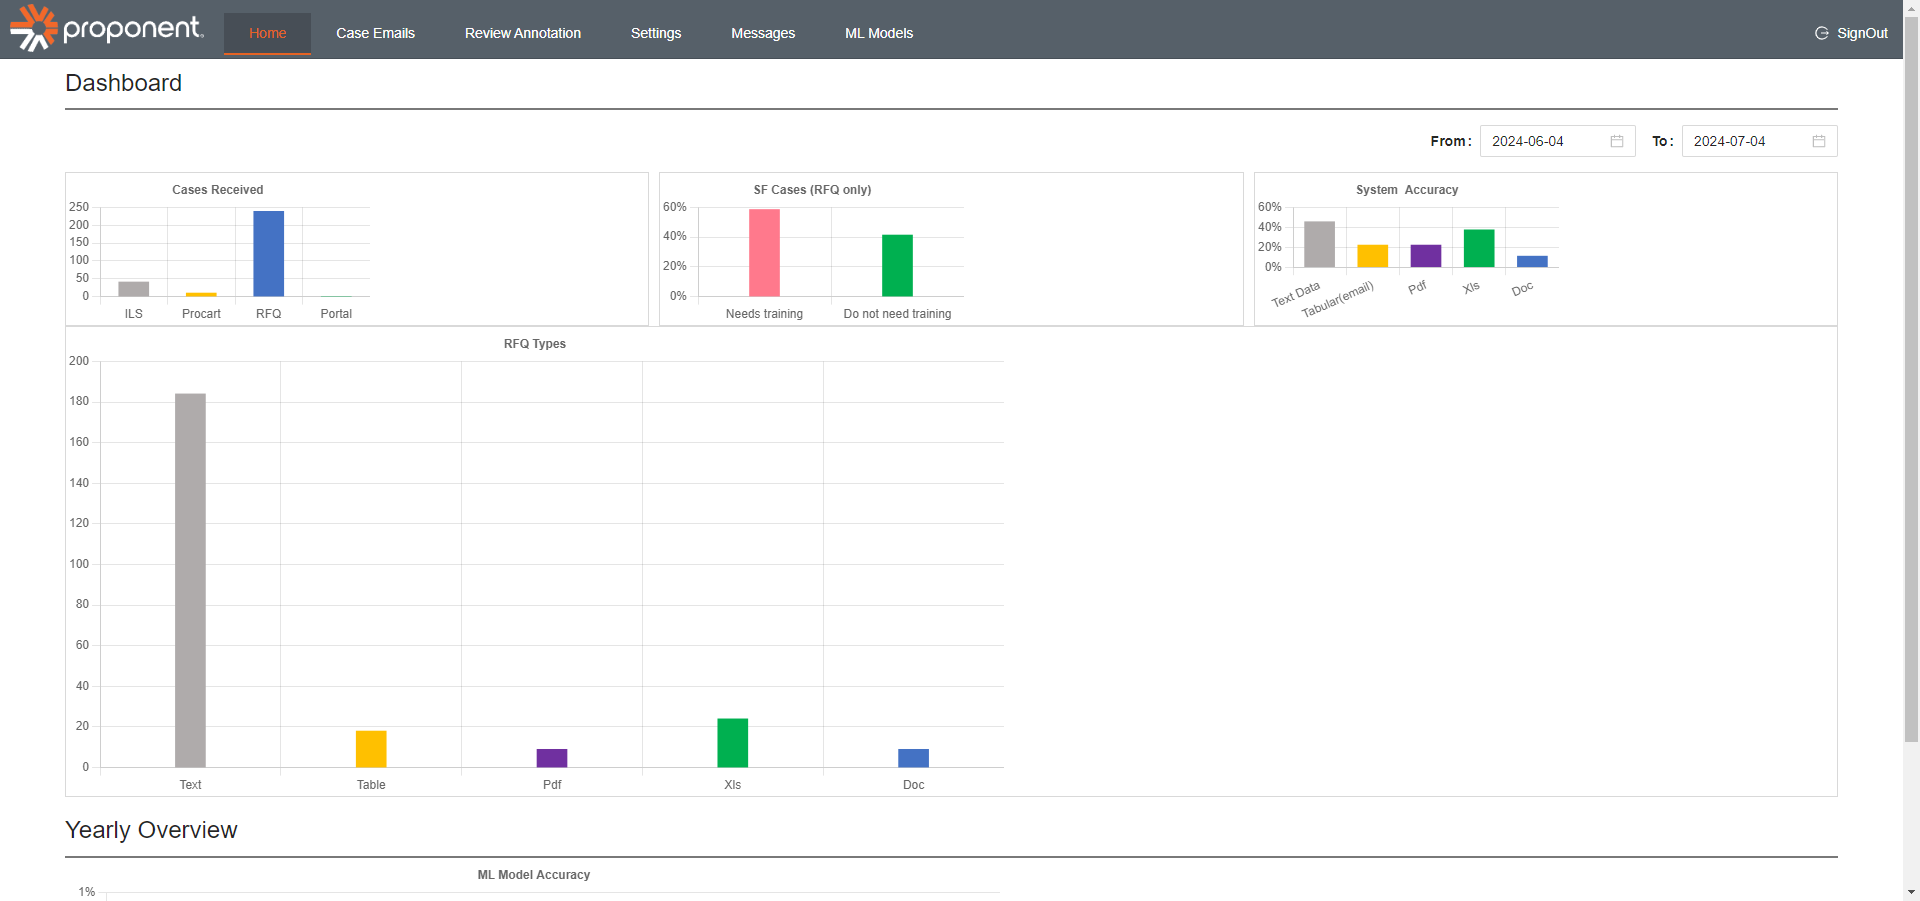 proponent
Home
Case Emails
Review Annotation
Settings
Messages
ML Models
SignOut
Dashboard
From :
2024-06-04
To :
2024-07-04
Cases Received
250
200
150
100
50
0
ILS
Procart
RFQ
Portal
SF Cases (RFQ only)
60%
40%
20%
0%
Needs training
Do not need training
System Accuracy
60%
40%
20%
0%
Text Data
Tabular(email)
Pdf
Xls
Doc
RFQ Types
200
180
160
140
120
100
80
60
40
20
0
Text
Table
Pdf
Xls
Doc
Yearly Overview
ML Model Accuracy
1%